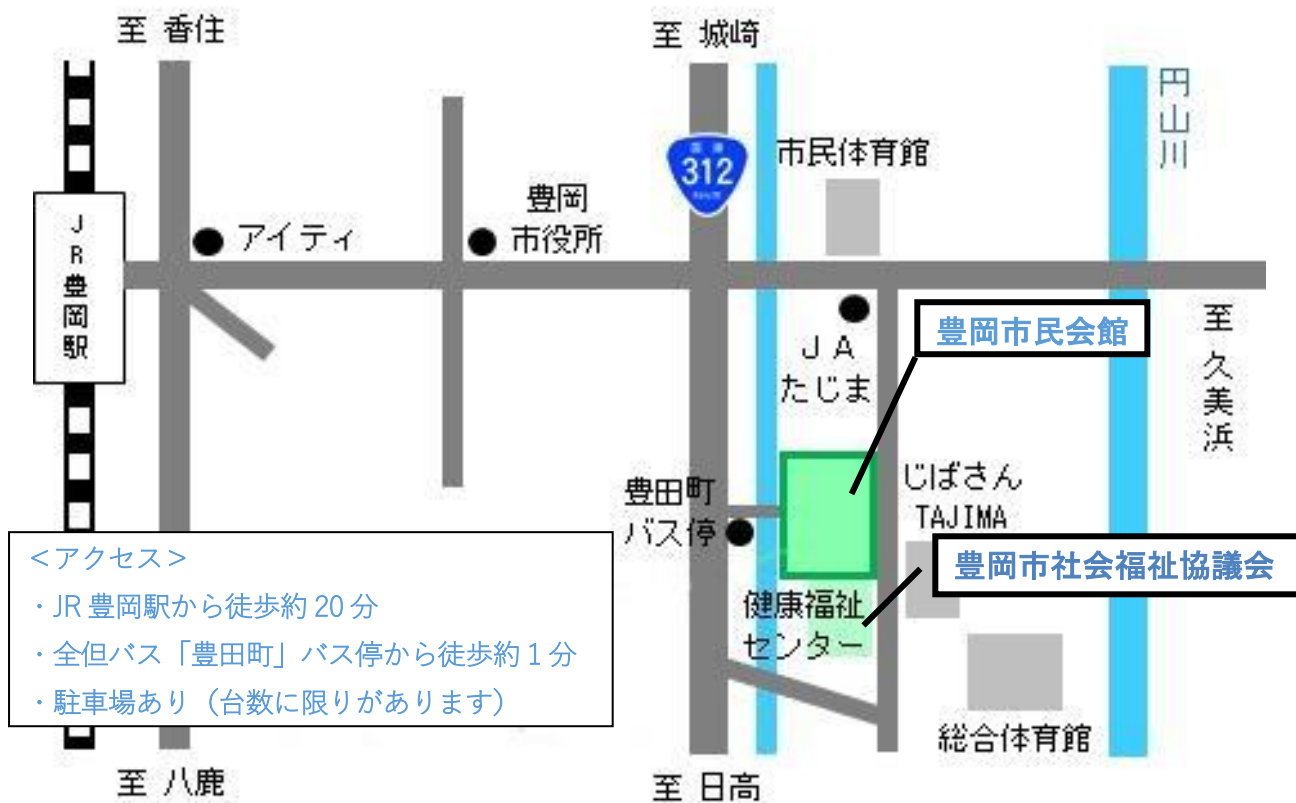 至 香住
至 城崎
円山川
312
市民体育館
豊岡
市役所
アイティ
JR豊岡駅
JA
たじま
豊岡市民会館
至 久美浜
豊田町
バス停
じばさん
TAJIMA
豊岡市社会福祉協議会
健康福祉
センター
総合体育館
<アクセス>
・JR 豊岡駅から徒歩約 20 分
・全但バス「豊田町」バス停から徒歩約 1 分
・駐車場あり（台数に限りがあります）
至 八鹿
至 日高